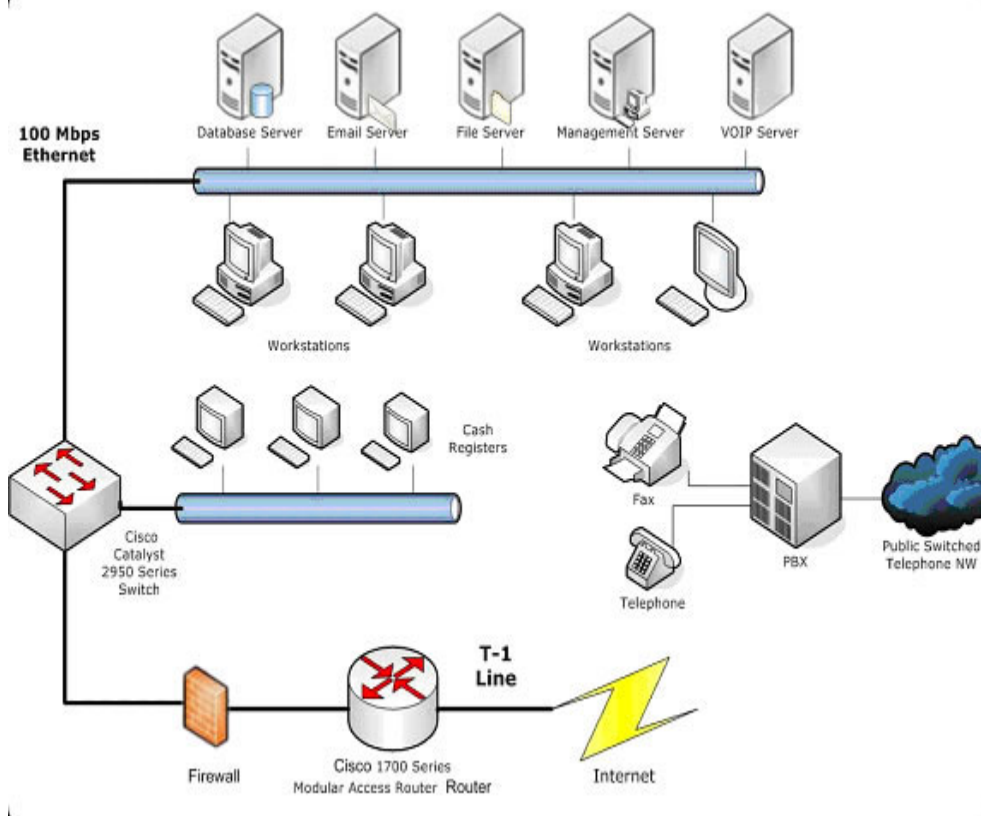 Database Server
Email Server
File Server
Management Server
VOIP Server
100 Mbps
Ethernet
Workstations
Workstations
Cash
Registers
Fax
Cisco
Catalyst
2950 Series
Switch
PBX
Public Switched
Telephone NW
Telephone
T-1
Line
Firewall
Cisco 1700 Series
Modular Access Router Router
Internet